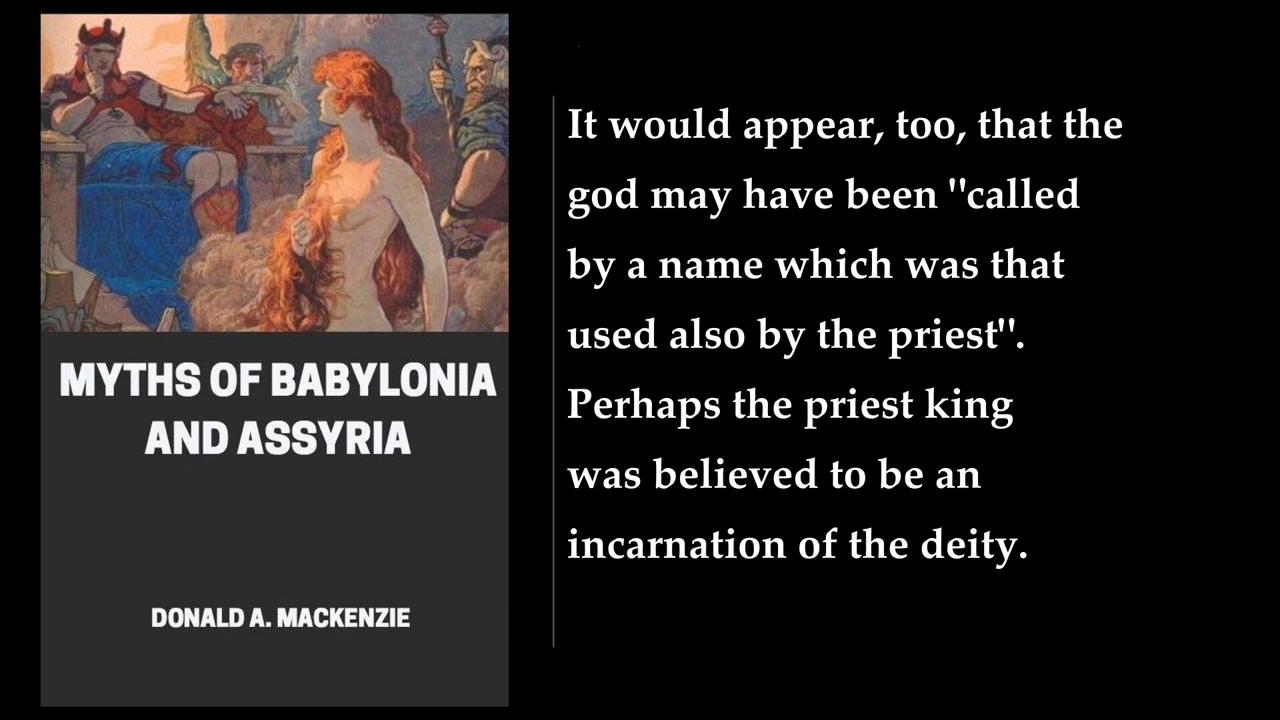 MYTHS OF BABYLONIA
AND ASSYRIA
DONALD A. MACKENZIE
It would appear, too, that the
god may have been "called
by a name which was that
used also by the priest".
Perhaps the priest king
was believed to be an
incarnation of the deity.